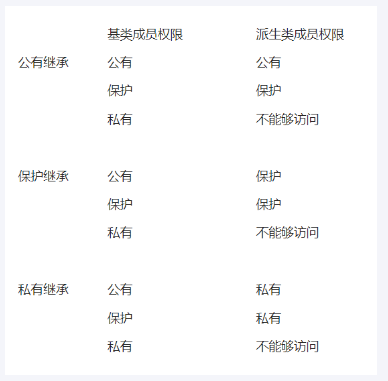 基类成员权限 派生类成员权限
公有继承 公有 公有
保护 保护
私有 不能够访问
保护继承 公有 保护
保护 保护
私有 不能够访问
私有继承 公有 私有
保护 私有
私有 不能够访问